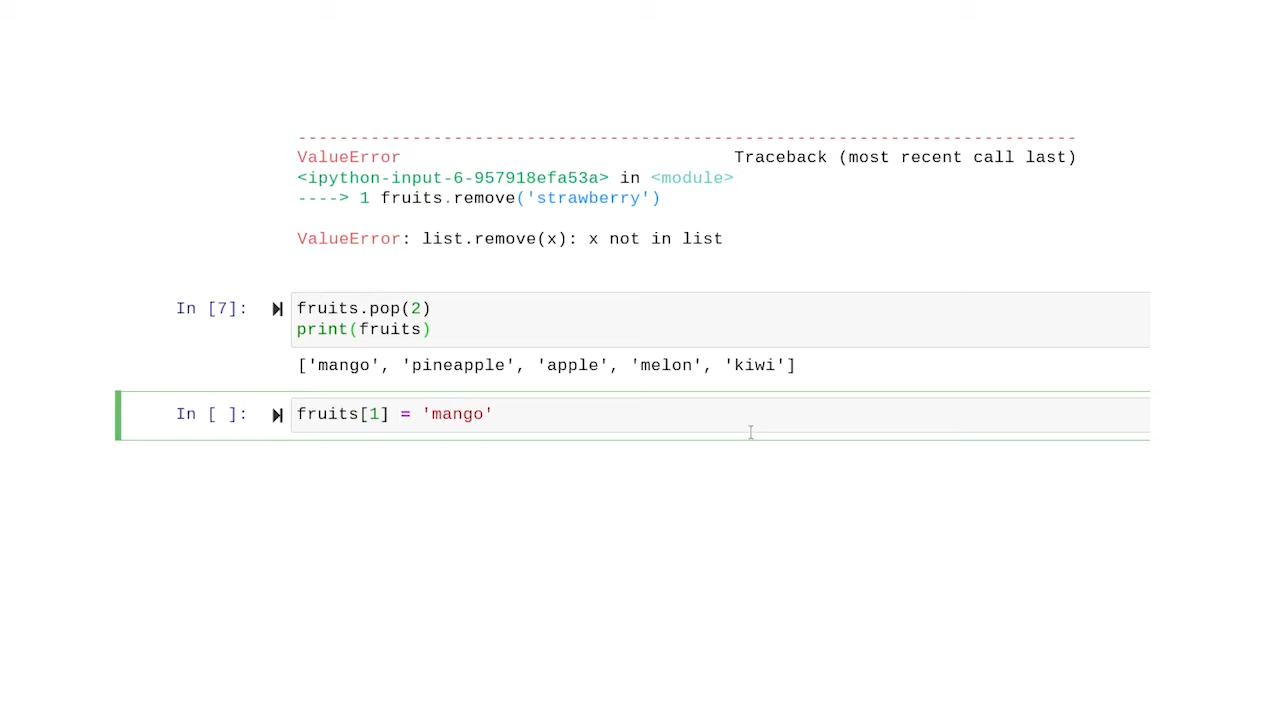 ---------------------------------------------------------------------------
ValueError                                Traceback (most recent call last)
<ipython-input-6-957918efa53a> in <module>
----> 1 fruits.remove('strawberry')
ValueError: list.remove(x): x not in list
In [7]: fruits.pop(2)
print(fruits)
['mango', 'pineapple', 'apple', 'melon', 'kiwi']
In [ ]: fruits[1] = 'mango'